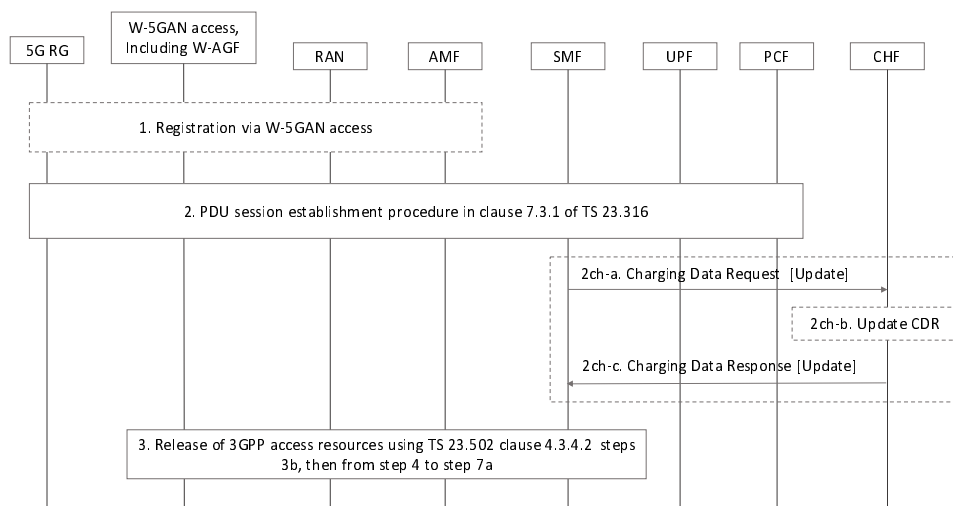 5G RG
W-5GAN access,
Including W-AGF
RAN
AMF
SMF
UPF
PCF
CHF
1. Registration via W-5GAN access
2. PDU session establishment procedure in clause 7.3.1 of TS 23.316
2ch-a. Charging Data Request [Update]
2ch-b. Update CDR
2ch-c. Charging Data Response [Update]
3. Release of 3GPP access resources using TS 23.502 clause 4.3.4.2 steps
3b, then from step 4 to step 7a